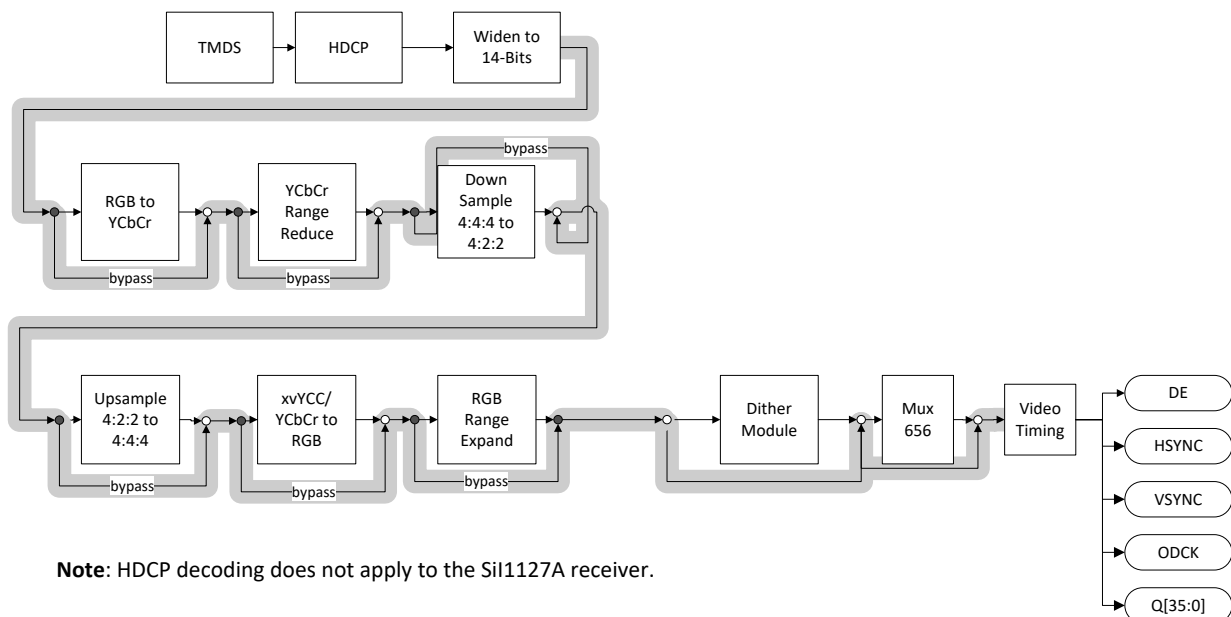 TMDS
HDCP
Widen to
14-Bits
bypass
RGB to
YCbCr
YCbCr
Range
Reduce
Down
Sample
4:4:4 to
4:2:2
bypass
bypass
Upsample
4:2:2 to
4:4:4
xvYCC/
YCbCr to
RGB
RGB
Range
Expand
Dither
Module
Mux
656
Video
Timing
DE
HSYNC
VSYNC
ODCK
Q[35:0]
bypass
bypass
bypass
Note: HDCP decoding does not apply to the SiI1127A receiver.